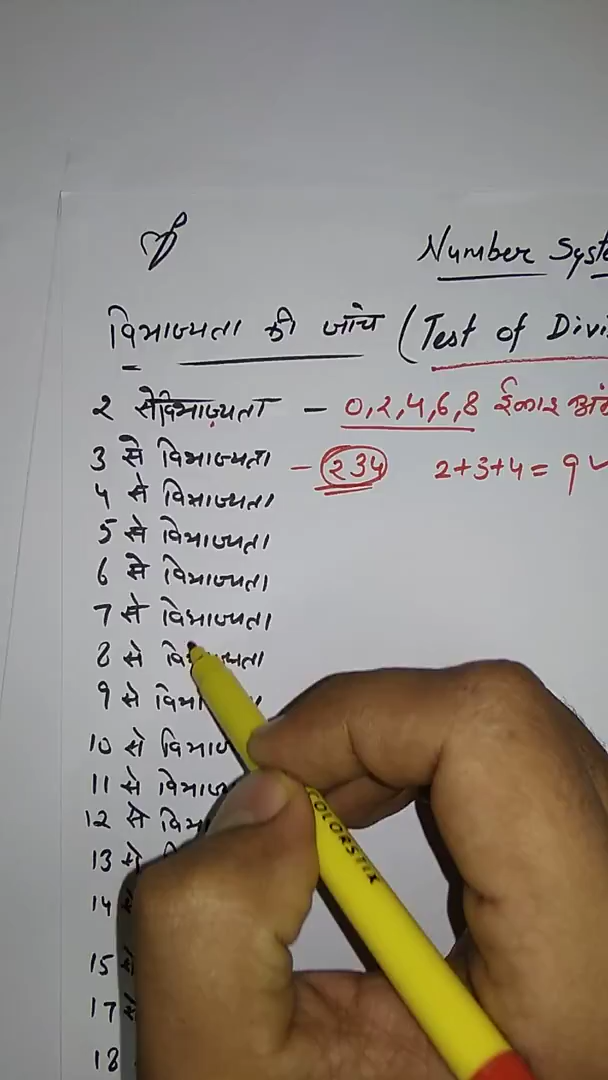 Number Syste
विभाज्यता की जांच (Test of Divi
2 से विभाज्यता - 0,2,4,6,8 ईकाई अं
3 से विभाज्यता - 234 2+3+4=9✓
4 से विभाज्यता
5 से विभाज्यता
6 से विभाज्यता
7 से विभाज्यता
8 से विभाज्यता
9 से विभा
10 से विभाज
11 से विभाज्य
12 से विभा
13 से
14 से
15 से
17 से
18
COLORSTIX